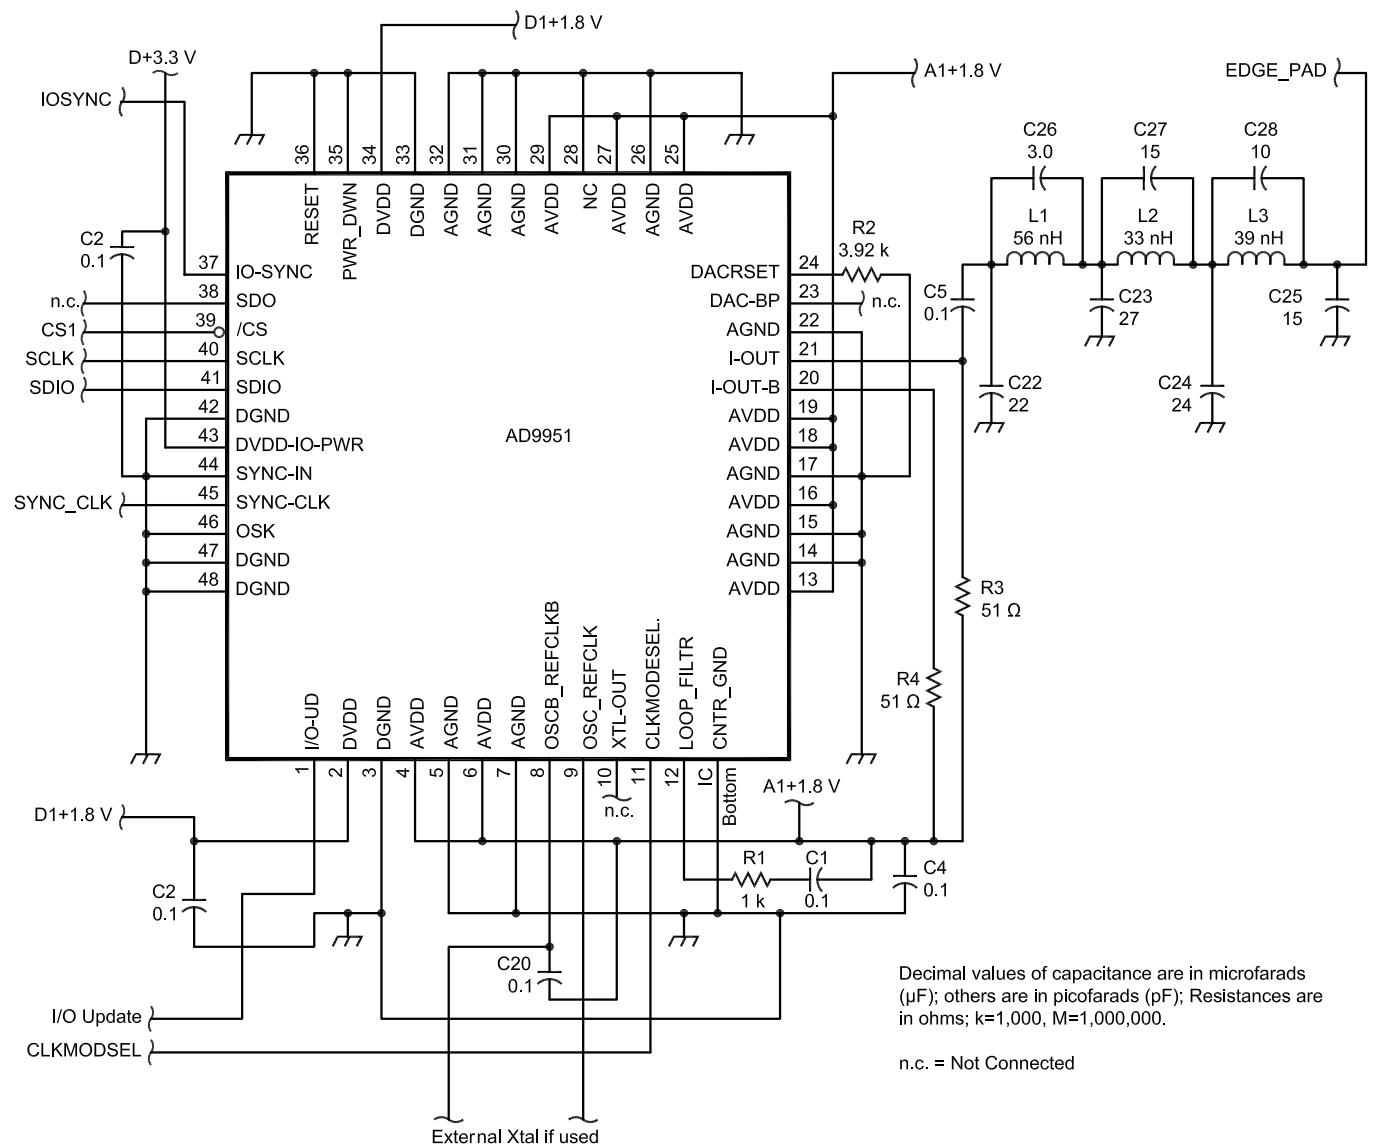 D1+1.8 V
D+3.3 V
A1+1.8 V
EDGE_PAD
IOSYNC
36
35
34
33
32
31
30
29
28
27
26
25
RESET
PWR_DWN
DVDD
DGND
AGND
AGND
AGND
AVDD
NC
AVDD
AGND
AVDD
C26
3.0
C27
15
C28
10
L1
56 nH
L2
33 nH
L3
39 nH
C2
0.1
R2
3.92 k
C5
0.1
C23
27
C25
15
C22
22
C24
24
37
IO-SYNC
n.c.
38
SDO
CS1
39
/CS
SCLK
40
SCLK
SDIO
41
SDIO
42
DGND
43
DVDD-IO-PWR
44
SYNC-IN
SYNC_CLK
45
SYNC-CLK
46
OSK
47
DGND
48
DGND
AD9951
DACRSET
24
DAC-BP
23
n.c.
AGND
22
I-OUT
21
I-OUT-B
20
AVDD
19
AVDD
18
AGND
17
AVDD
16
AGND
15
AGND
14
AVDD
13
R3
51 Ω
R4
51 Ω
I/O-UD
DVDD
DGND
AVDD
AGND
AVDD
AGND
OSCB_REFCLKB
OSC_REFCLK
XTL-OUT
CLKMODESEL.
LOOP_FILTR
CNTR_GND
1
2
3
4
5
6
7
8
9
10
11
12
IC
Bottom
n.c.
D1+1.8 V
A1+1.8 V
C2
0.1
R1
1 k
C1
0.1
C4
0.1
C20
0.1
I/O Update
CLKMODSEL
External Xtal if used
Decimal values of capacitance are in microfarads
(µF); others are in picofarads (pF); Resistances are
in ohms; k=1,000, M=1,000,000.
n.c. = Not Connected